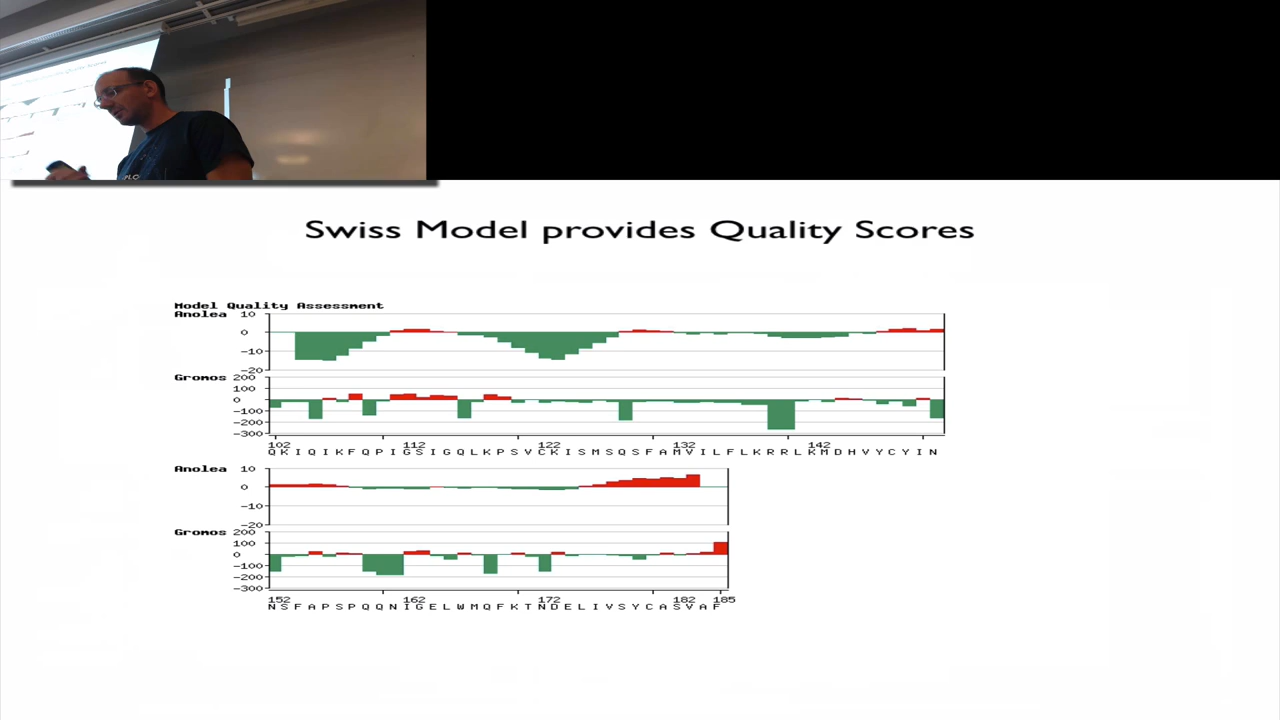 Swiss Model provides Quality Scores
Model Quality Assessment
Anolea 10
0
-10
-20
Gromos 200
100
0
-100
-200
-300
102 112 122 132 142
Q K I Q I K F Q P I G S I G Q L K P S V C K I S M S Q S F A M V I L F L K R R L K M D H V Y C Y I N
Anolea 10
0
-10
-20
Gromos 200
100
0
-100
-200
-300
152 162 172 182 185
N S F A P S P Q Q N I G E L W M Q F K T N D E L I V S Y C A S V A F